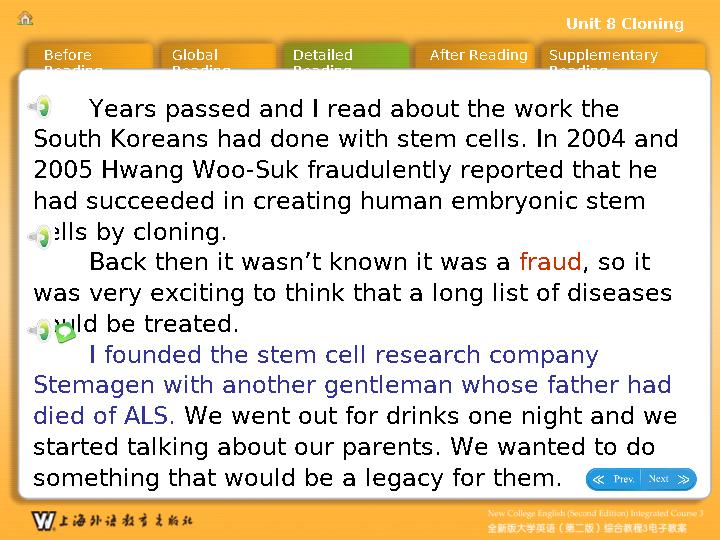 Unit 8 Cloning
Before Reading
Global Reading
Detailed Reading
After Reading
Supplementary Reading
Years passed and I read about the work the
South Koreans had done with stem cells. In 2004 and
2005 Hwang Woo-Suk fraudulently reported that he
had succeeded in creating human embryonic stem
cells by cloning.
Back then it wasn’t known it was a fraud, so it
was very exciting to think that a long list of diseases
could be treated.
I founded the stem cell research company
Stemagen with another gentleman whose father had
died of ALS. We went out for drinks one night and we
started talking about our parents. We wanted to do
something that would be a legacy for them.
Prev. Next
W 上海外语教育出版社
New College English (Second Edition) Integrated Course 3
全新版大学英语（第二版）综合教程3电子教案